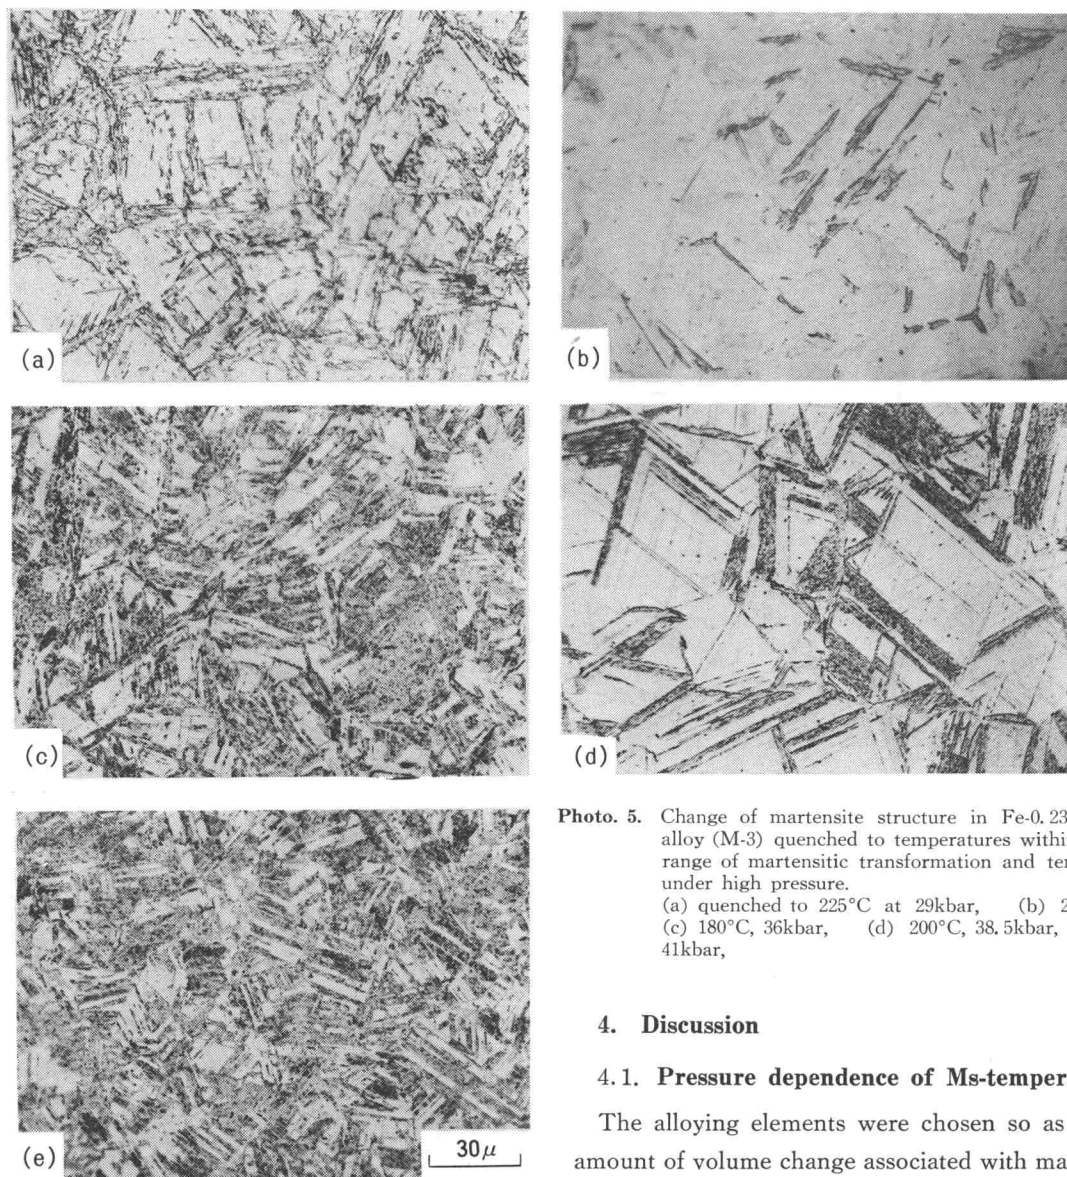 (a)
(b)
(c)
(d)
(e)
30μ
Photo. 5. Change of martensite structure in Fe-0.23
alloy (M-3) quenched to temperatures withi
range of martensitic transformation and te
under high pressure.
(a) quenched to 225°C at 29kbar, (b) 2
(c) 180°C, 36kbar, (d) 200°C, 38.5kbar,
41kbar,
4. Discussion
4.1. Pressure dependence of Ms-temper
The alloying elements were chosen so as
amount of volume change associated with ma